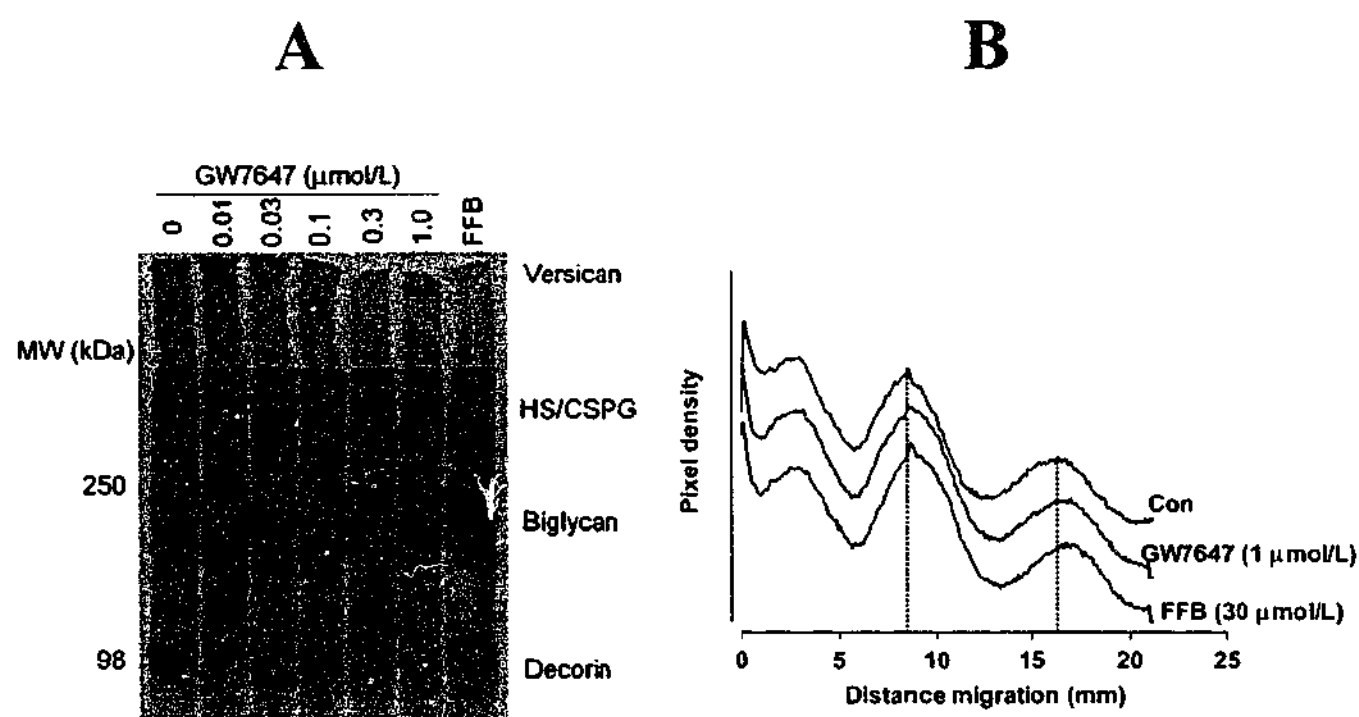 A
GW7647 (µmol/L)
0 0.01 0.03 0.1 0.3 1.0 FFB
Versican
MW (kDa)
HS/CSPG
250
Biglycan
98
Decorin
B
Pixel density
Con
GW7647 (1 µmol/L)
FFB (30 µmol/L)
0 5 10 15 20 25
Distance migration (mm)